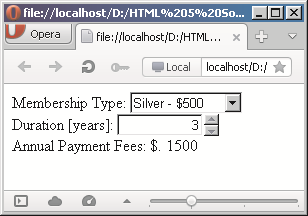 file://localhost/D:/HTML%205%20So...
Opera
file://localhost/D:/HTML...
Local
localhost/D:/
Membership Type: Silver - $500
Duration [years]: 3
Annual Payment Fees: $. 1500